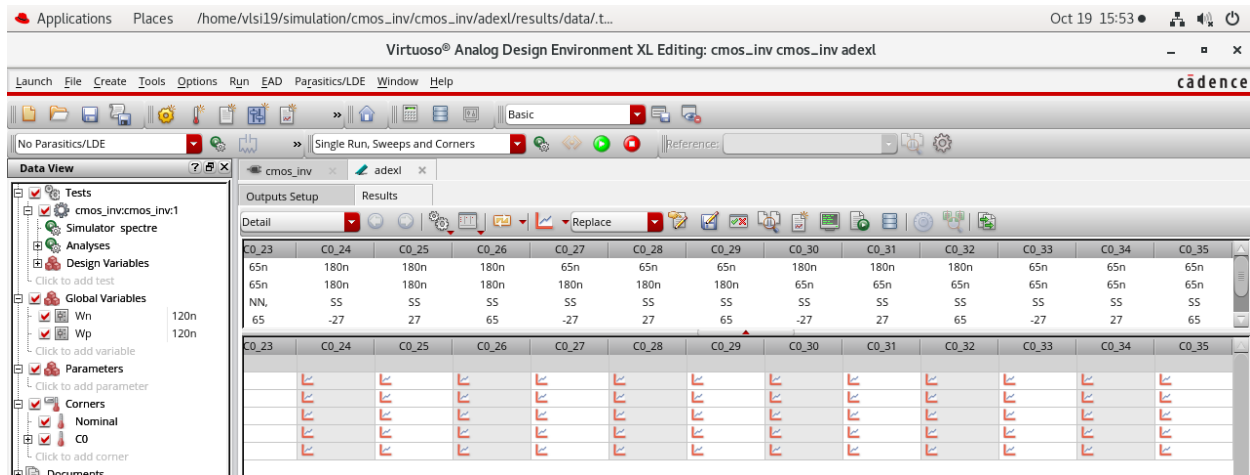 Applications Places /home/vlsi19/simulation/cmos_inv/cmos_inv/adexl/results/data/.t... Oct 19 15:53
Virtuoso® Analog Design Environment XL Editing: cmos_inv cmos_inv adexl
Launch File Create Tools Options Run EAD Parasitics/LDE Window Help cādence
» Basic
No Parasitics/LDE » Single Run, Sweeps and Corners Reference:
Data View
cmos_inv adexl
Tests
cmos_inv:cmos_inv:1
Simulator spectre
Analyses
Design Variables
Click to add test
Global Variables
Wn 120n
Wp 120n
Click to add variable
Parameters
Click to add parameter
Corners
Nominal
C0
Click to add corner
Documents
Outputs Setup Results
Detail Replace
C0_23 C0_24 C0_25 C0_26 C0_27 C0_28 C0_29 C0_30 C0_31 C0_32 C0_33 C0_34 C0_35
65n 180n 180n 180n 65n 65n 65n 180n 180n 180n 65n 65n 65n
65n 180n 180n 180n 180n 180n 180n 65n 65n 65n 65n 65n 65n
NN, SS SS SS SS SS SS SS SS SS SS SS SS
65 -27 27 65 -27 27 65 -27 27 65 -27 27 65
C0_23 C0_24 C0_25 C0_26 C0_27 C0_28 C0_29 C0_30 C0_31 C0_32 C0_33 C0_34 C0_35